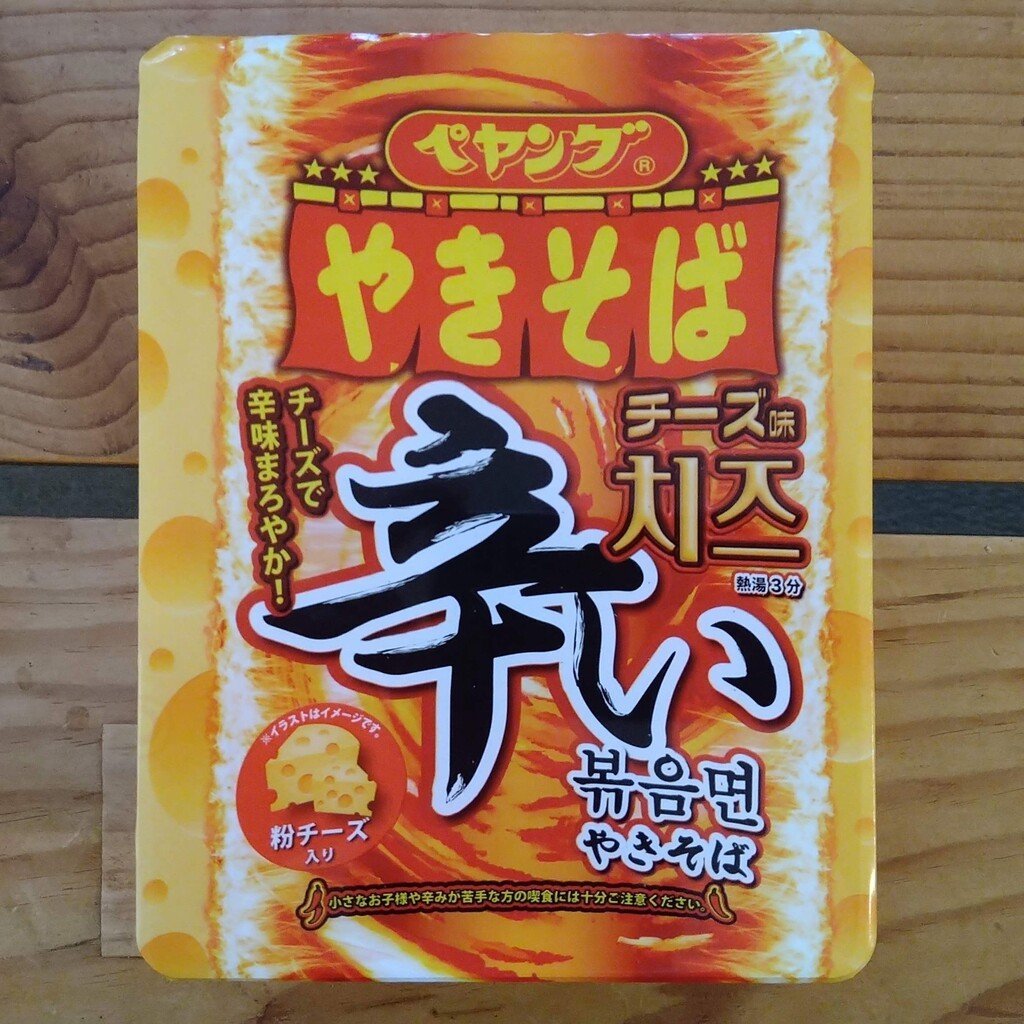 ペヤング®
★★★ ★★★
やきそば
チーズで
辛味まろやか!
チーズ味
치즈
熱湯3分
辛い
볶음면
やきそば
※イラストはイメージです。
粉チーズ
入り
小さなお子様や辛みが苦手な方の喫食には十分ご注意ください。